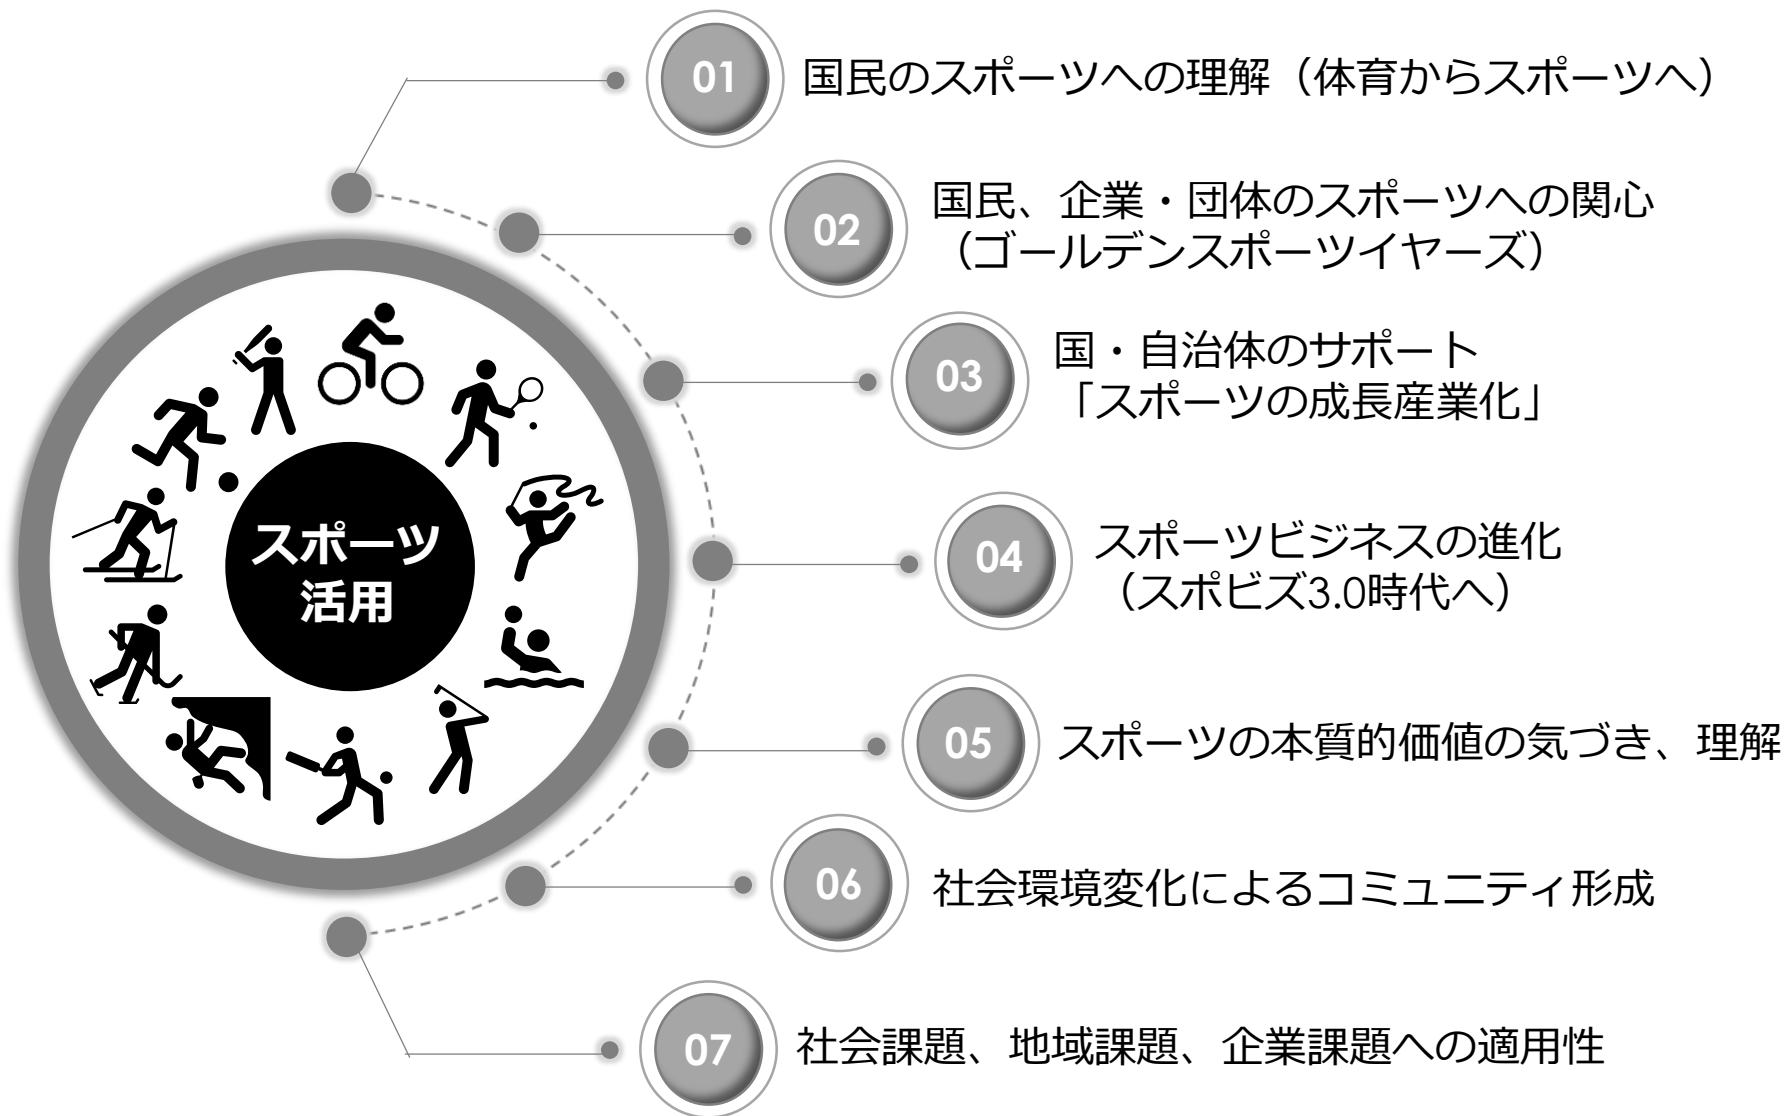 スポーツ
活用
01
国民のスポーツへの理解（体育からスポーツへ）
02
国民、企業・団体のスポーツへの関心
（ゴールデンスポーツイヤーズ）
03
国・自治体のサポート
「スポーツの成長産業化」
04
スポーツビジネスの進化
（スポビズ3.0時代へ）
05
スポーツの本質的価値の気づき、理解
06
社会環境変化によるコミュニティ形成
07
社会課題、地域課題、企業課題への適用性